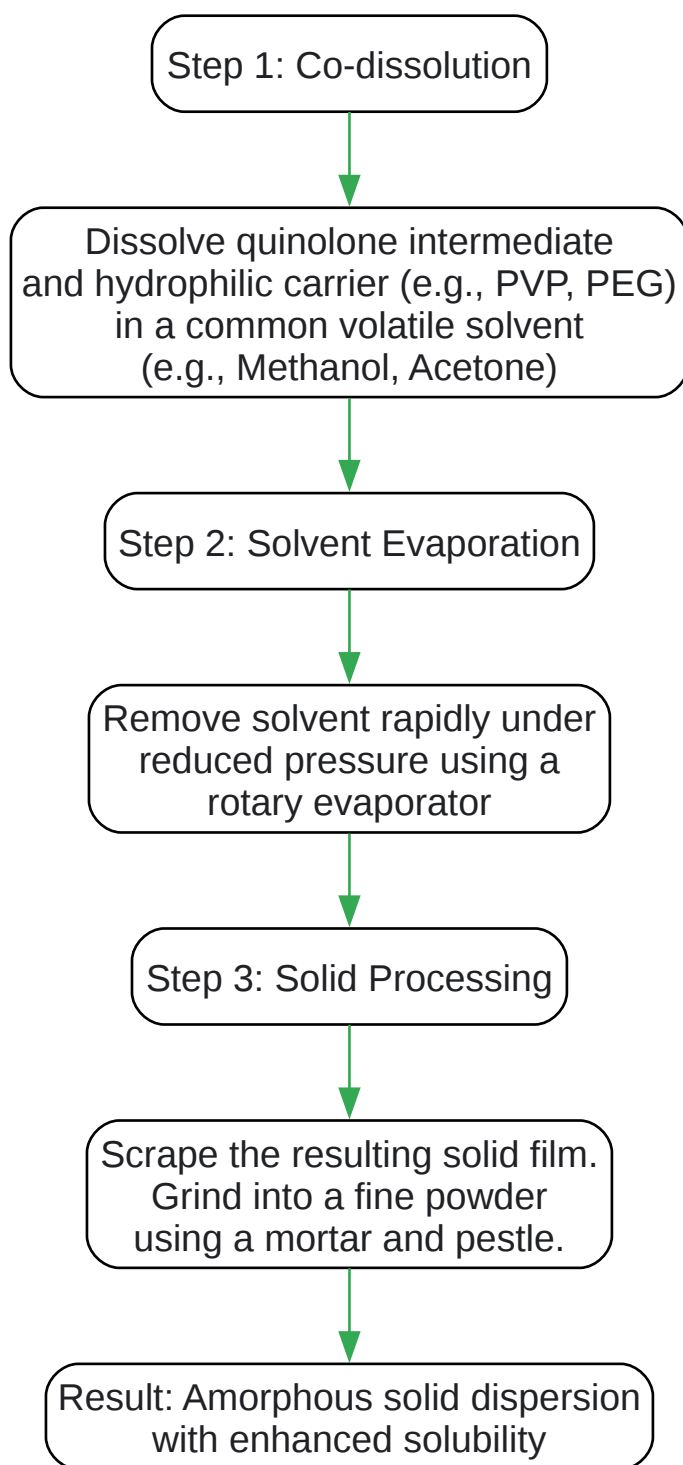 Step 1: Co-dissolution
Dissolve quinolone intermediate
and hydrophilic carrier (e.g., PVP, PEG)
in a common volatile solvent
(e.g., Methanol, Acetone)
Step 2: Solvent Evaporation
Remove solvent rapidly under
reduced pressure using a
rotary evaporator
Step 3: Solid Processing
Scrape the resulting solid film.
Grind into a fine powder
using a mortar and pestle.
Result: Amorphous solid dispersion
with enhanced solubility